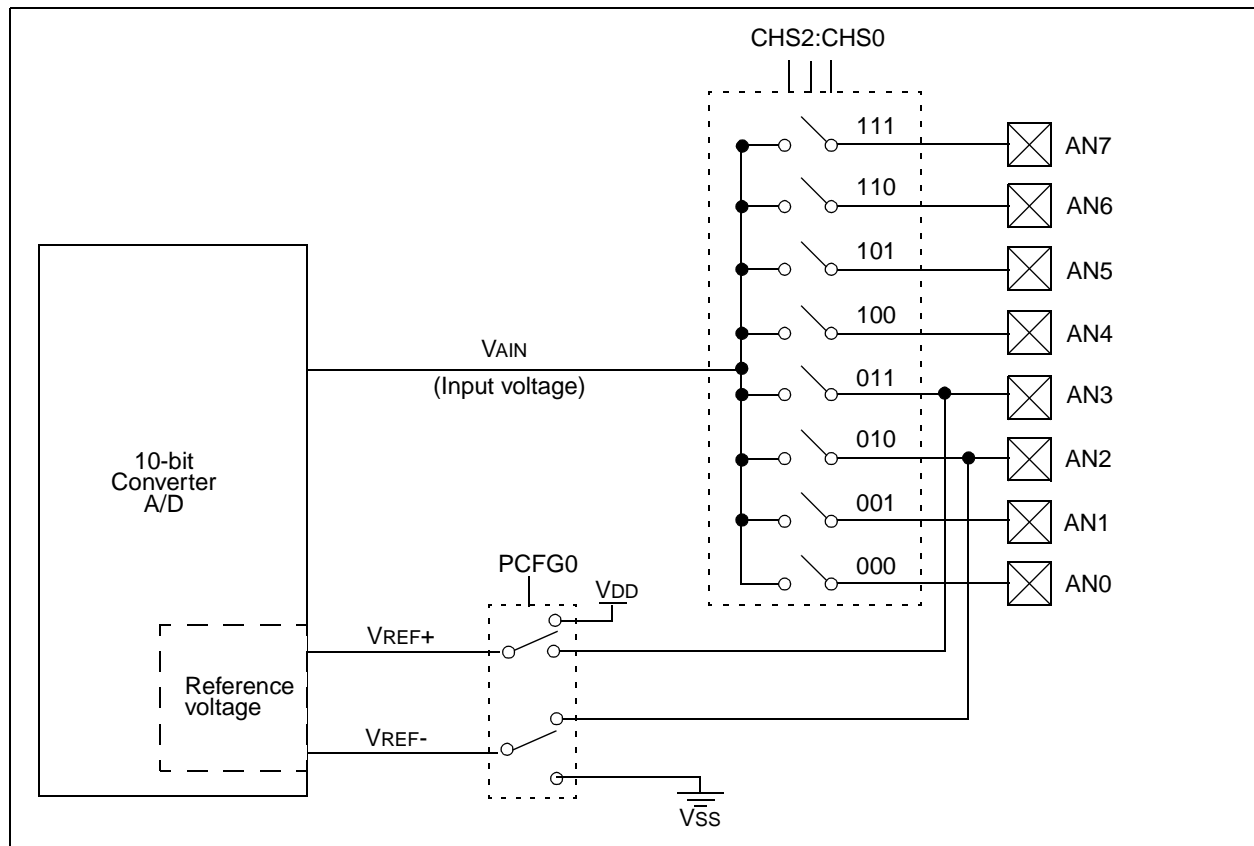 CHS2:CHS0
111
AN7
110
AN6
101
AN5
100
AN4
VAIN
(Input voltage)
011
AN3
010
AN2
10-bit
Converter
A/D
001
AN1
PCFG0
000
AN0
VDD
VREF+
Reference
voltage
VREF-
VSS